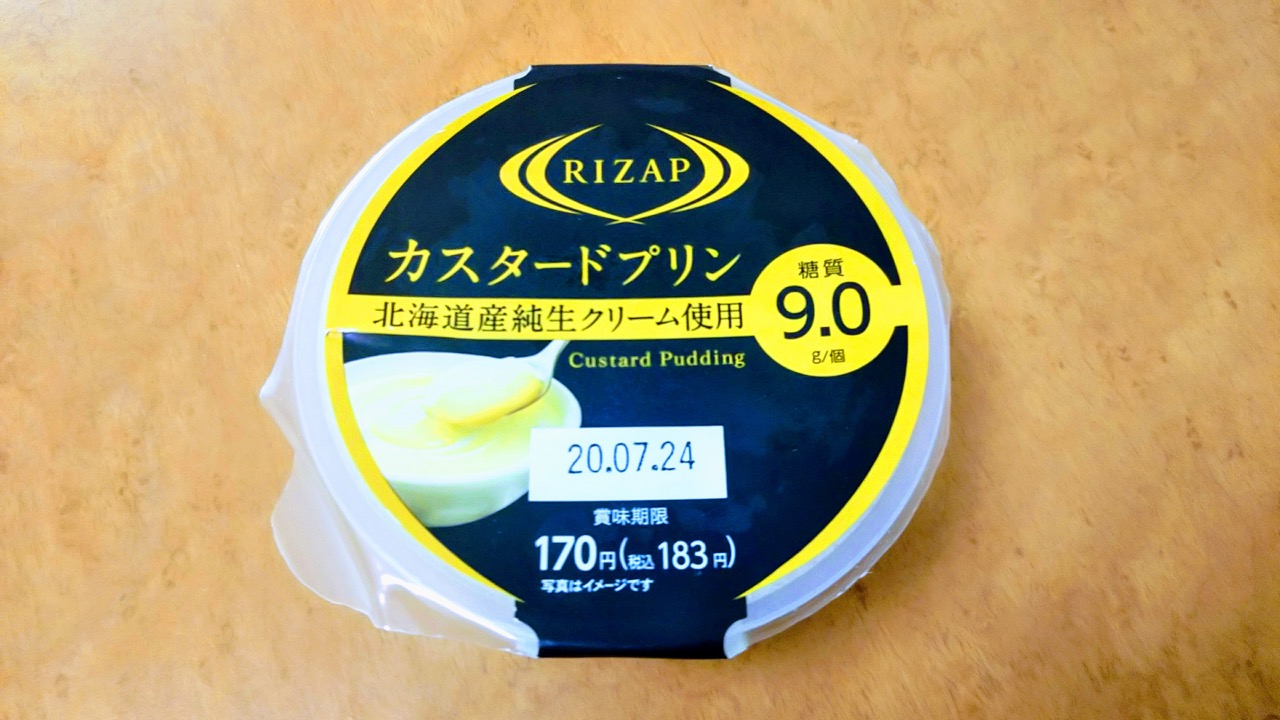 RIZAP
カスタードプリン
北海道産純生クリーム使用
糖質
9.0
g/個
Custard Pudding
20.07.24
賞味期限
170円(税込183円)
写真はイメージです